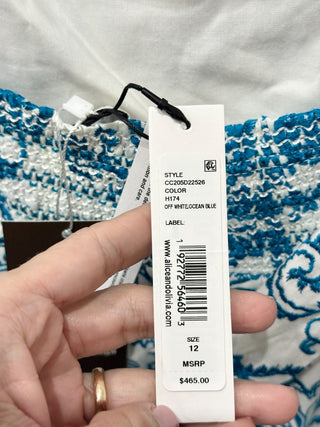 STYLE
CC205D22526
COLOR
H174
OFF WHITE,OCEAN BLUE
LABEL:
www.aliceandolivia.com
1 92772 56460 3
SIZE
12
MSRP
$465.00